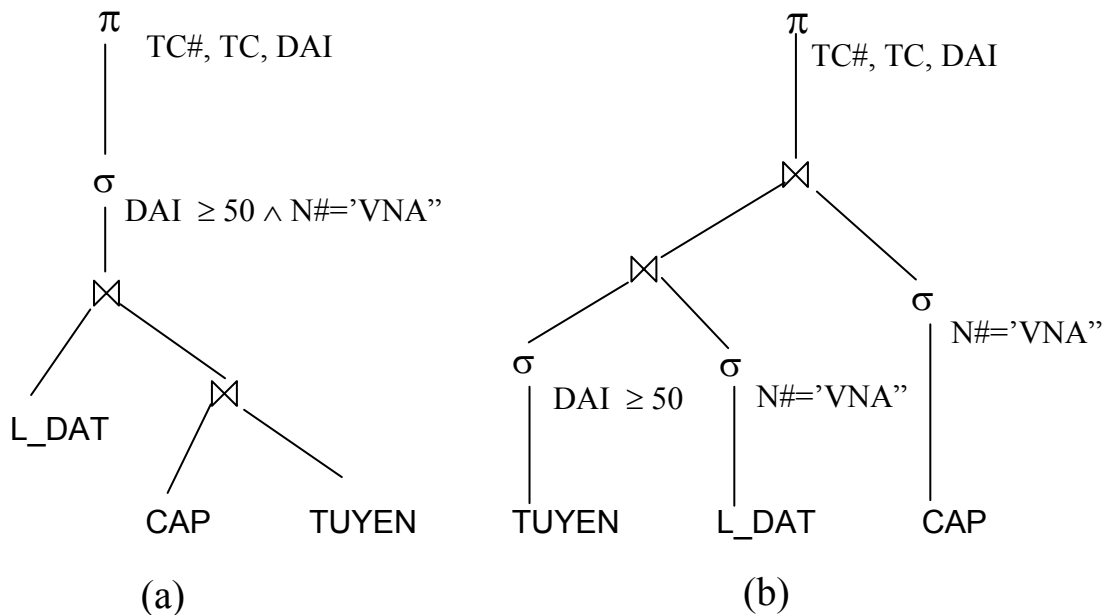 π
TC#, TC, DAI
σ
DAI ≥ 50 ∧ N#=’VNA”
⋈
L_DAT
⋈
CAP
TUYEN
(a)
π
TC#, TC, DAI
⋈
⋈
σ
N#=’VNA”
σ
DAI ≥ 50
σ
N#=’VNA”
TUYEN
L_DAT
CAP
(b)